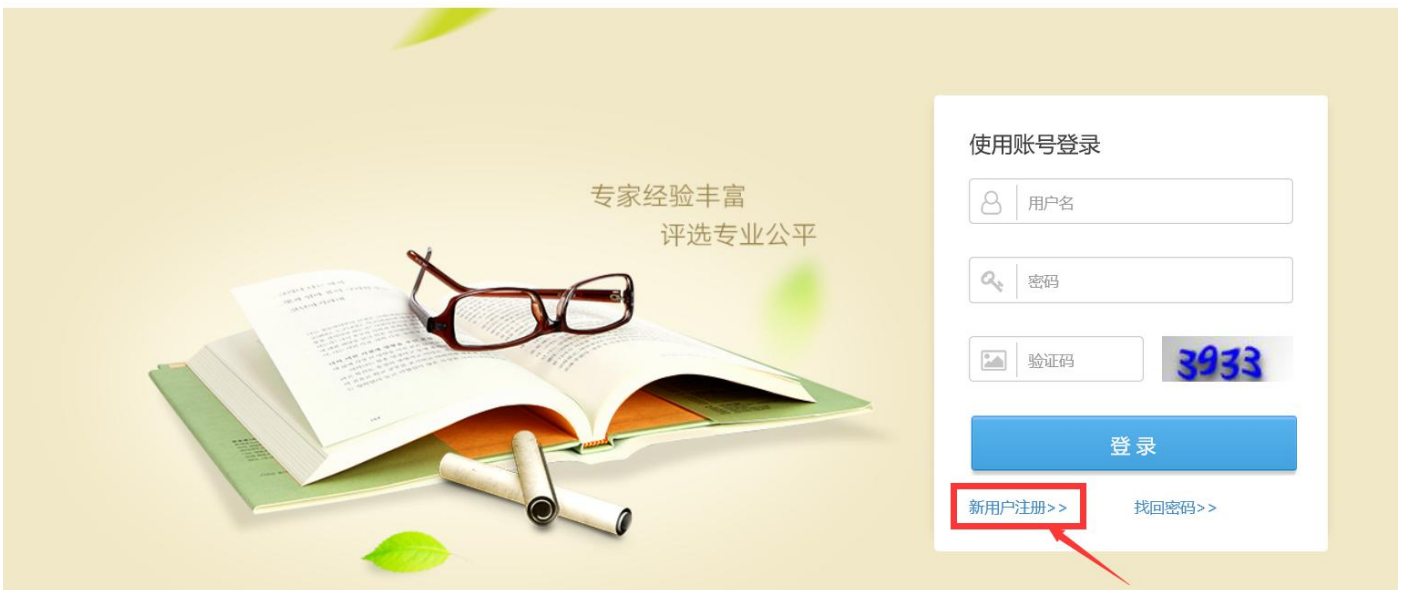 专家经验丰富
评选专业公平
使用账号登录
用户名
密码
验证码
3933
登录
新用户注册>>
找回密码>>